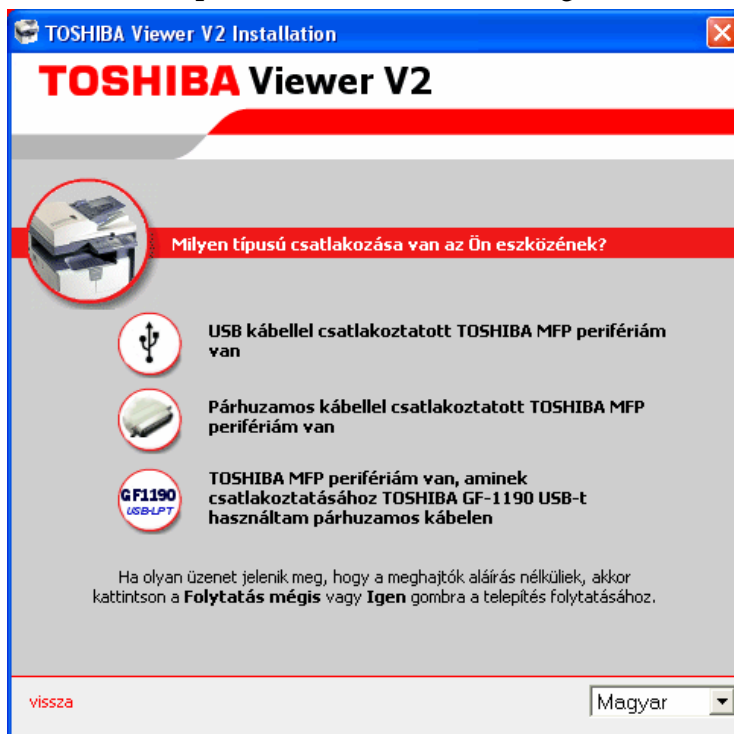 TOSHIBA Viewer V2 Installation
TOSHIBA Viewer V2
Milyen típusú csatlakozása van az Ön eszközének?
USB kábellel csatlakoztatott TOSHIBA MFP perifériám
van
Párhuzamos kábellel csatlakoztatott TOSHIBA MFP
perifériám van
GF1190
USB-LPT
TOSHIBA MFP perifériám van, aminek
csatlakoztatásához TOSHIBA GF-1190 USB-t
használtam párhuzamos kábelen
Ha olyan üzenet jelenik meg, hogy a meghajtók aláírás nélküliek, akkor
kattintson a Folytatás mégis vagy Igen gombra a telepítés folytatásához.
vissza
Magyar